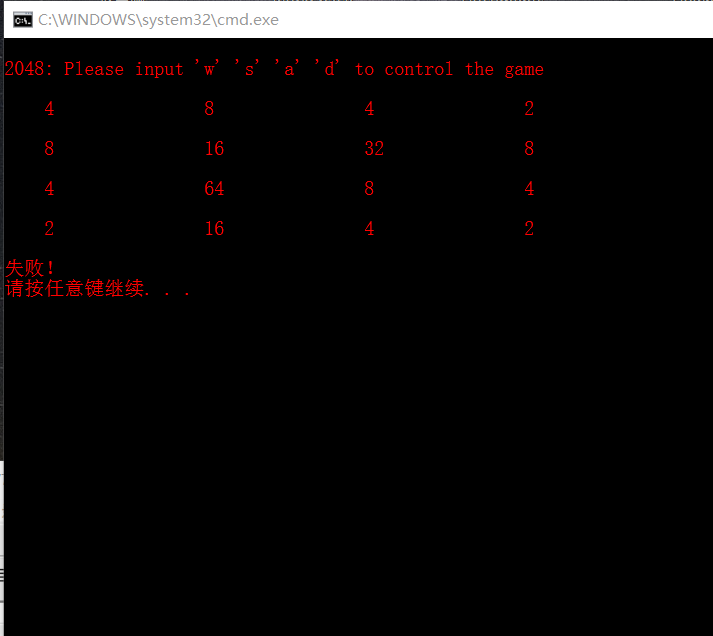 C:\WINDOWS\system32\cmd.exe
2048: Please input 'w' 's' 'a' 'd' to control the game
4 8 4 2
8 16 32 8
4 64 8 4
2 16 4 2
失败!
请按任意键继续. . .